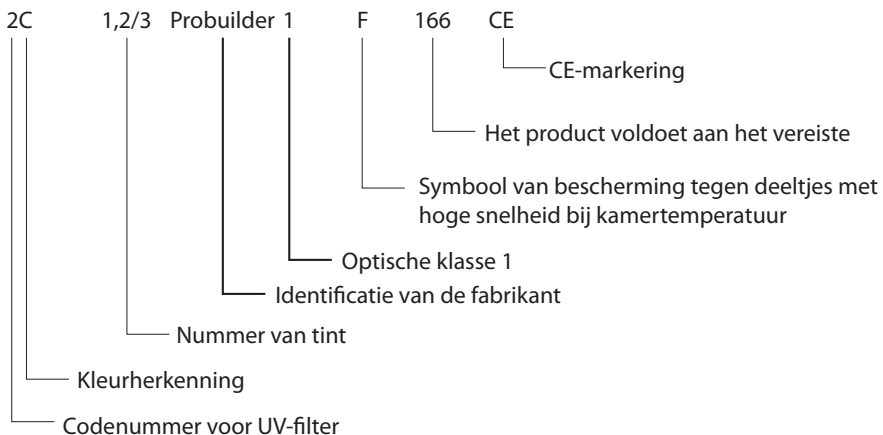 2C 1,2/3 Probuilder 1 F 166 CE
CE-markering
Het product voldoet aan het vereiste
Symbool van bescherming tegen deeltjes met
hoge snelheid bij kamertemperatuur
Optische klasse 1
Identificatie van de fabrikant
Nummer van tint
Kleurherkenning
Codenummer voor UV-filter